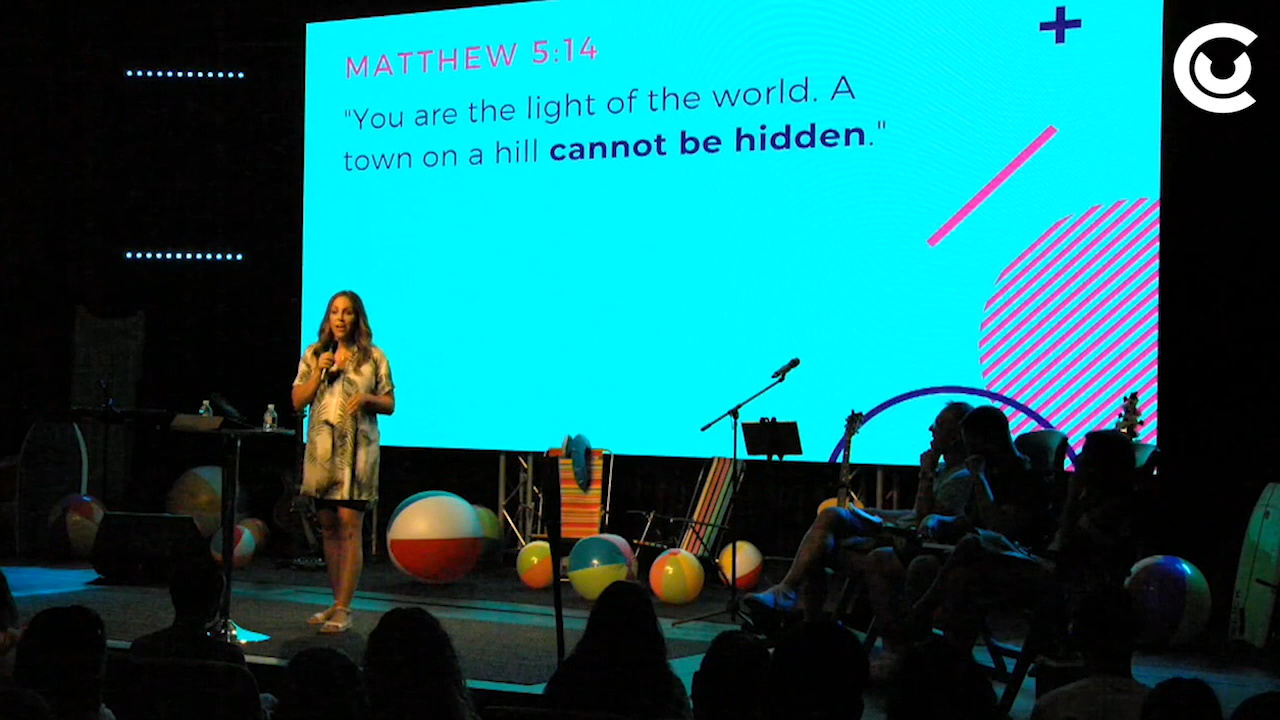 MATTHEW 5:14
"You are the light of the world. A
town on a hill cannot be hidden."